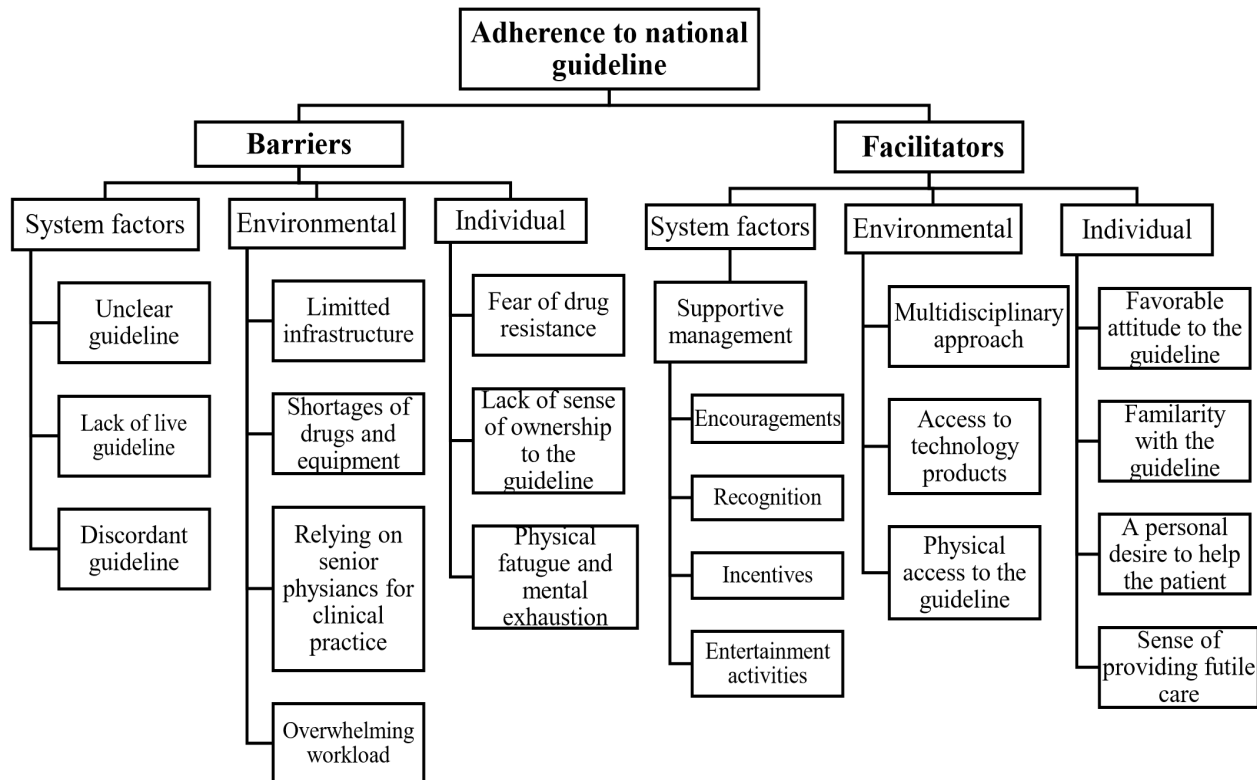 Adherence to national
guideline
Barriers
Facilitators
System factors
Environmental
Individual
System factors
Environmental
Individual
Unclear
guideline
Lack of live
guideline
Discordant
guideline
Limitted
infrastructure
Shortages of
drugs and
equipment
Relying on
senior
physiancs for
clinical
practice
Overwhelming
workload
Fear of drug
resistance
Lack of sense
of ownership
to the
guideline
Physical
fatugue and
mental
exhaustion
Supportive
management
Encouragements
Recognition
Incentives
Entertainment
activities
Multidisciplinary
approach
Access to
technology
products
Physical
access to the
guideline
Favorable
attitude to the
guideline
Familarity
with the
guideline
A personal
desire to help
the patient
Sense of
providing futile
care